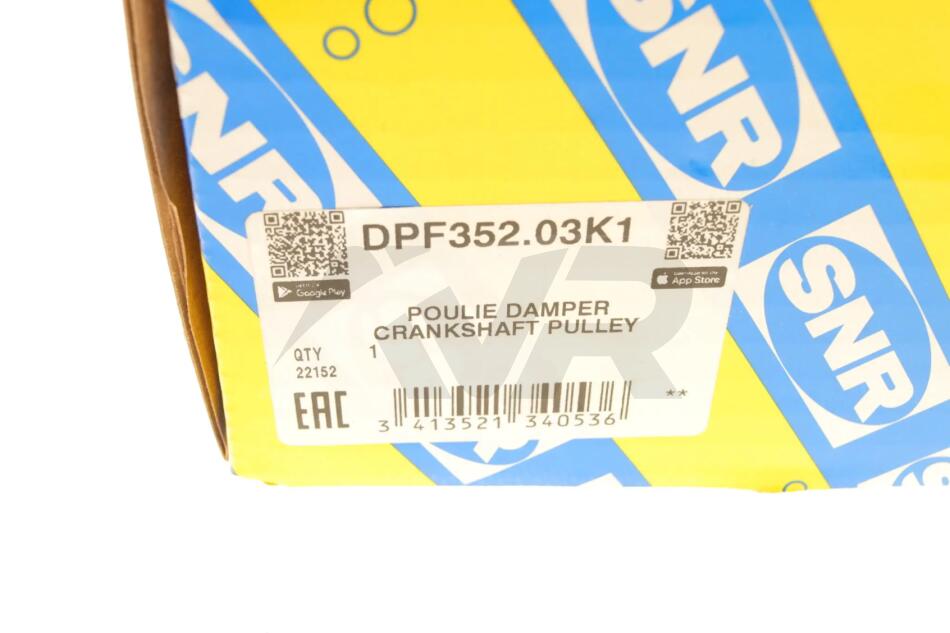 SNR
SNR
DPF352.03K1
Google Play
App Store
POULIE DAMPER
CRANKSHAFT PULLEY
QTY 1
22152
EAC
3 413521 340536
**
SNR
VR